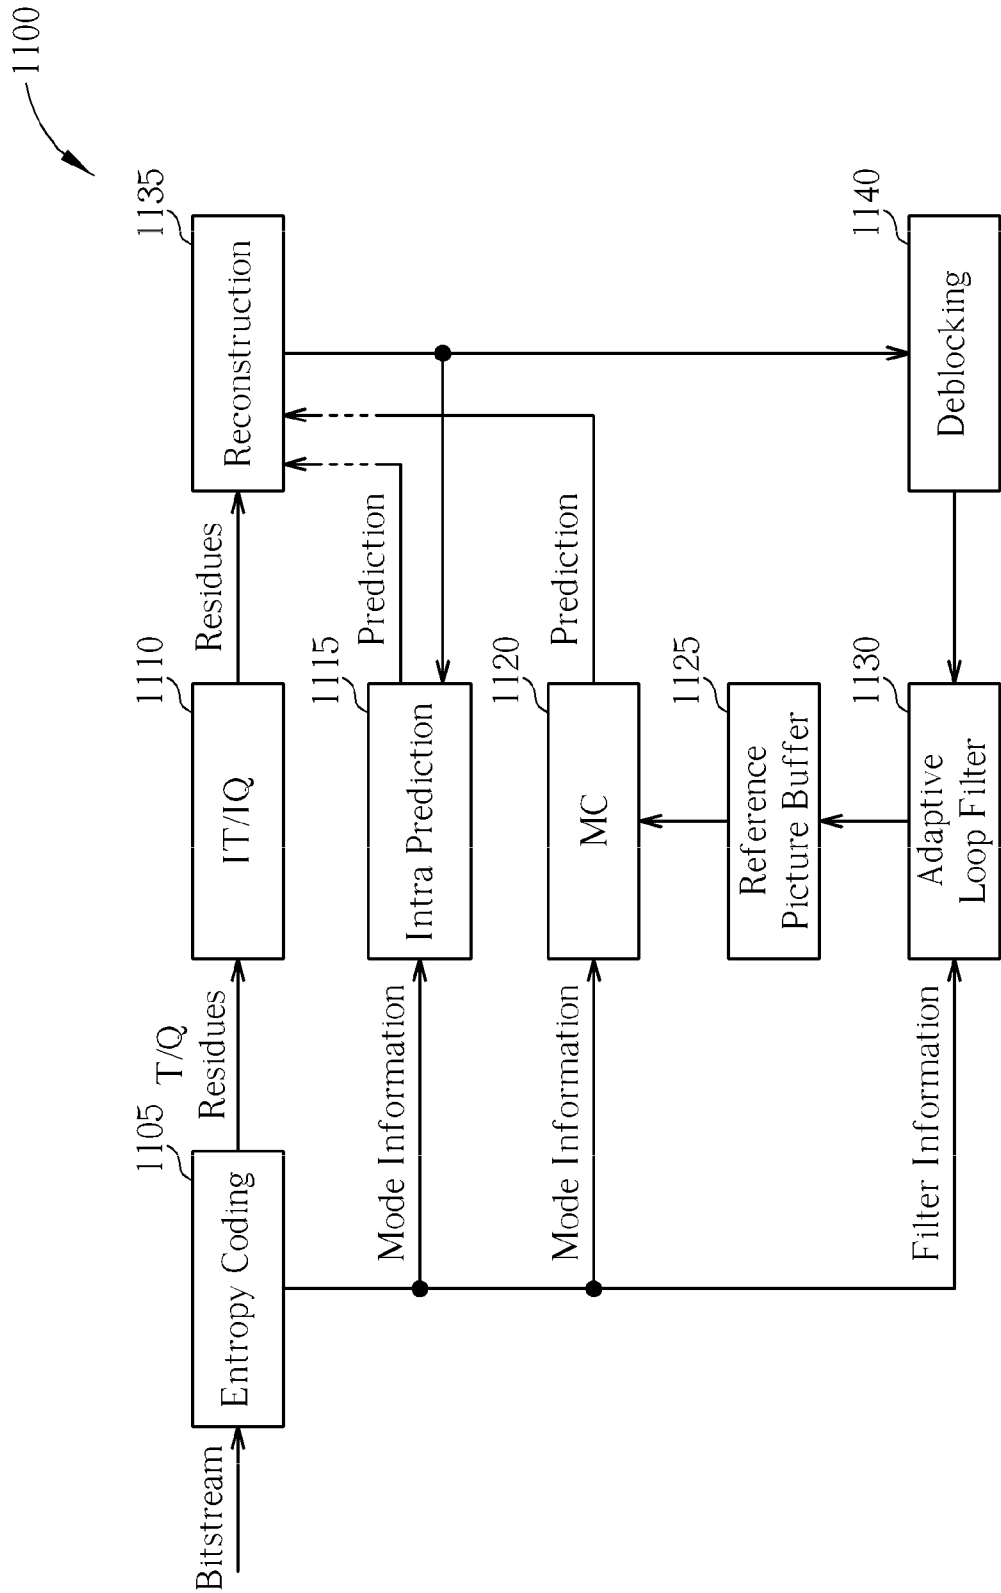 1100
Bitstream
1105
Entropy Coding
T/Q
Residues
1110
IT/IQ
Residues
1135
Reconstruction
Mode Information
1115
Intra Prediction
Prediction
Mode Information
1120
MC
Prediction
1125
Reference
Picture Buffer
Filter Information
1130
Adaptive
Loop Filter
1140
Deblocking